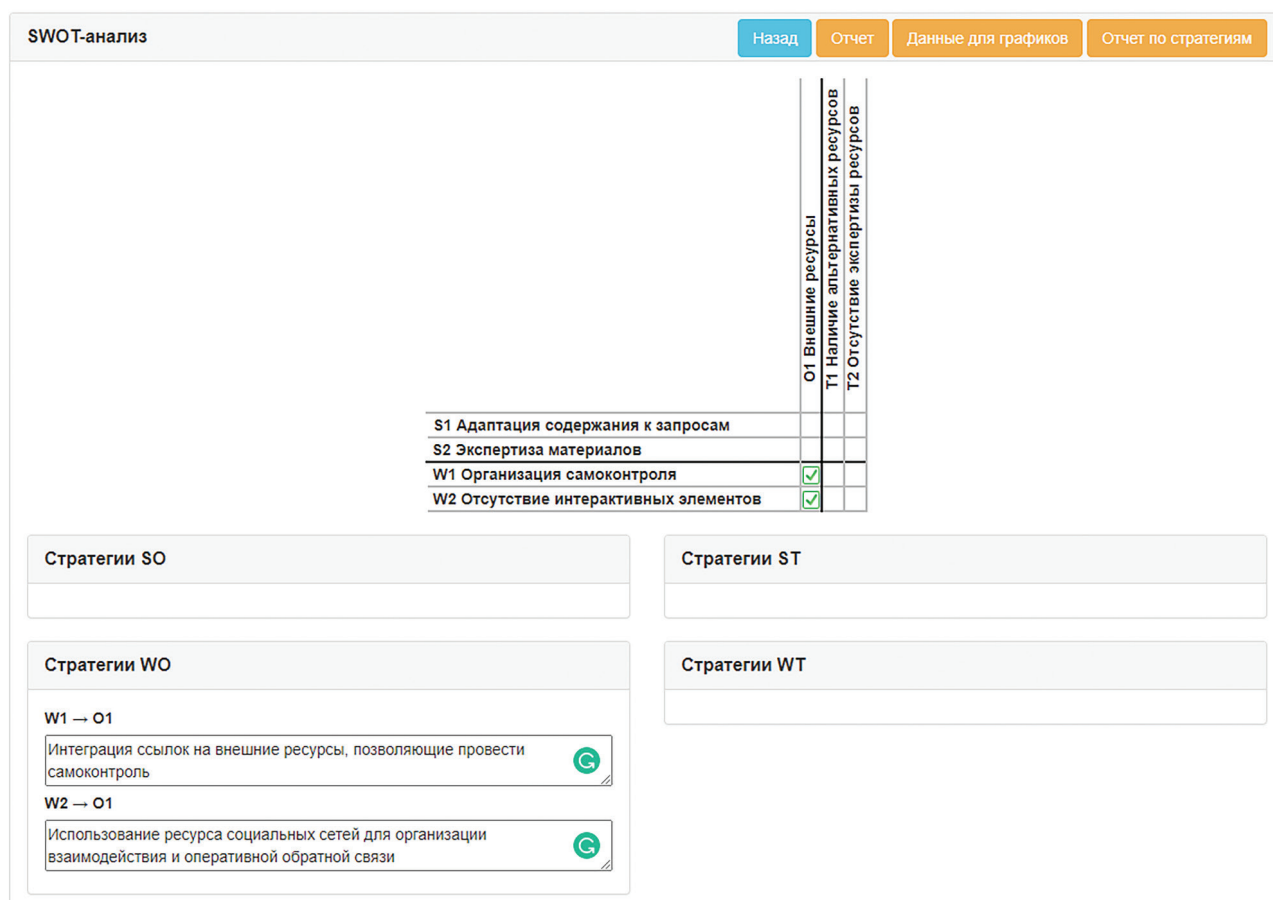 SWOT-анализ
Назад
Отчет
Данные для графиков
Отчет по стратегиям
O1 Внешние ресурсы
T1 Наличие альтернативных ресурсов
T2 Отсутствие экспертизы ресурсов
S1 Адаптация содержания к запросам
S2 Экспертиза материалов
W1 Организация самоконтроля
W2 Отсутствие интерактивных элементов
Стратегии SO
Стратегии ST
Стратегии WO
Стратегии WT
W1 → O1
Интеграция ссылок на внешние ресурсы, позволяющие провести
самоконтроль
W2 → O1
Использование ресурса социальных сетей для организации
взаимодействия и оперативной обратной связи